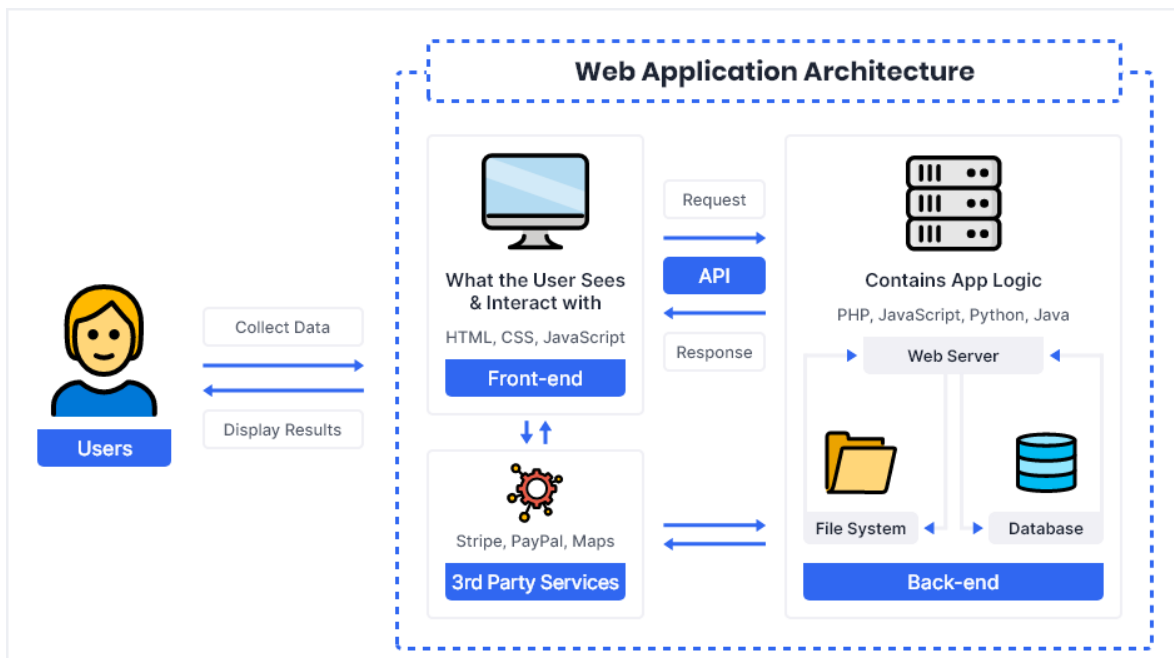 Web Application Architecture
Users
Collect Data
Display Results
What the User Sees
& Interact with
HTML, CSS, JavaScript
Front-end
Request
API
Response
Stripe, PayPal, Maps
3rd Party Services
Contains App Logic
PHP, JavaScript, Python, Java
Web Server
File System
Database
Back-end